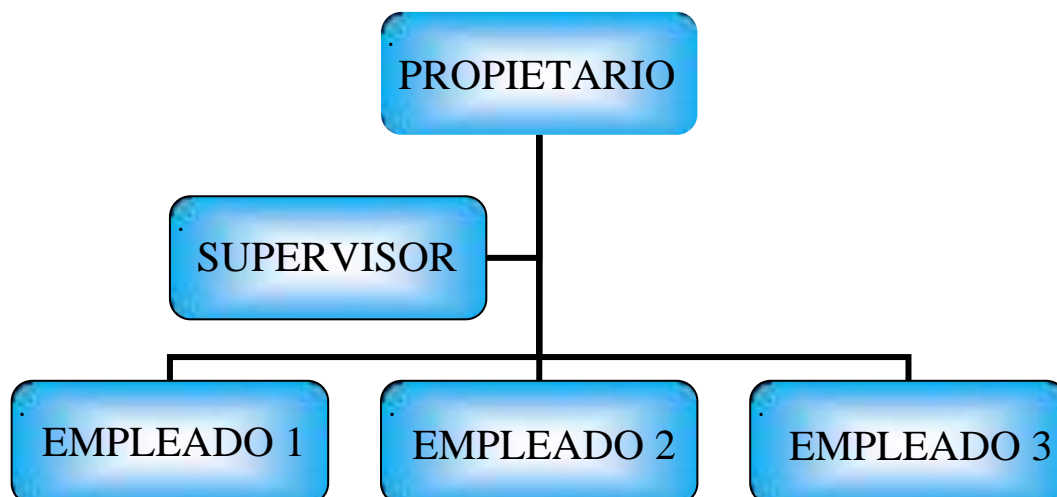 PROPIETARIO
SUPERVISOR
EMPLEADO 1
EMPLEADO 2
EMPLEADO 3